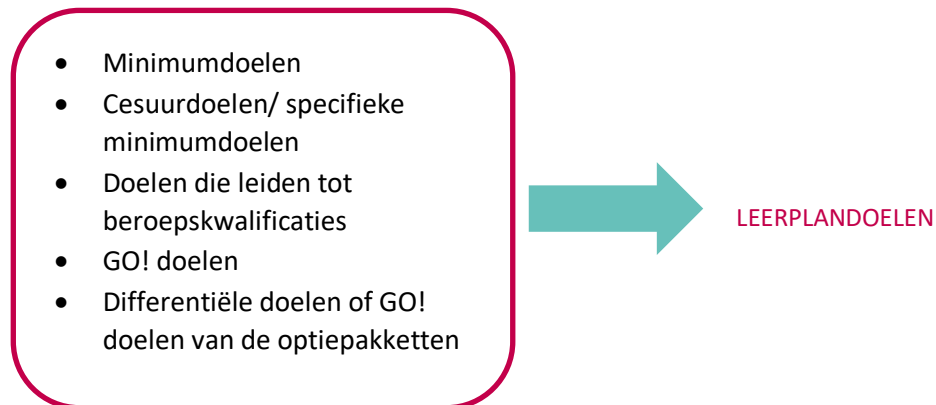 • Minimumdoelen
• Cesuurdoelen/ specifieke
minimumdoelen
• Doelen die leiden tot
beroepskwalificaties
• GO! doelen
• Differentiële doelen of GO!
doelen van de optiepakketten
LEERPLANDOELEN